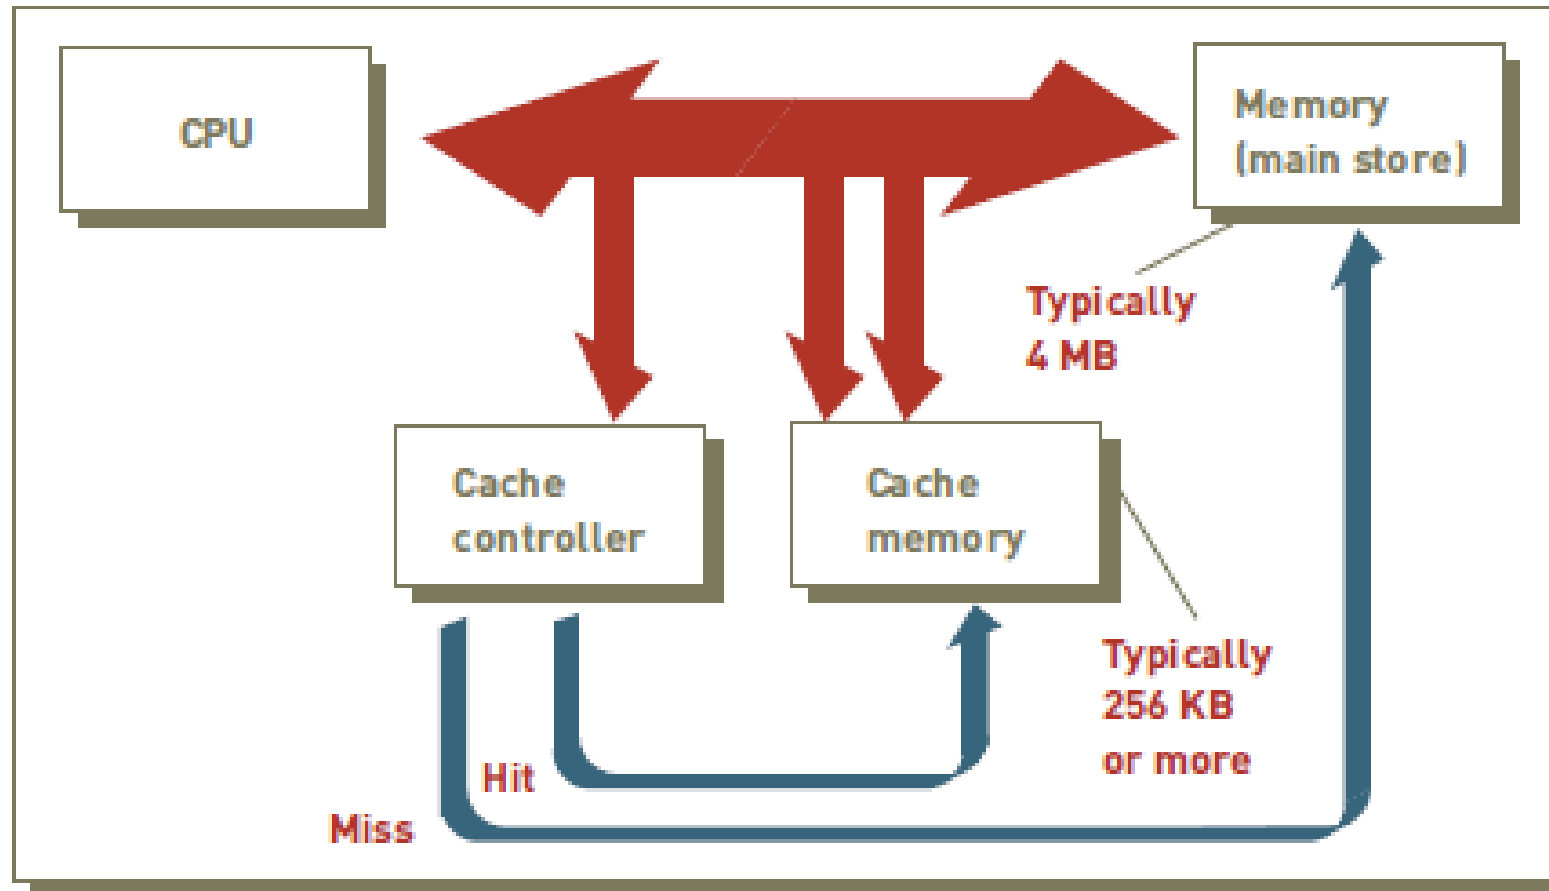 CPU
Memory
(main store)
Typically
4 MB
Cache
controller
Cache
memory
Typically
256 KB
or more
Hit
Miss